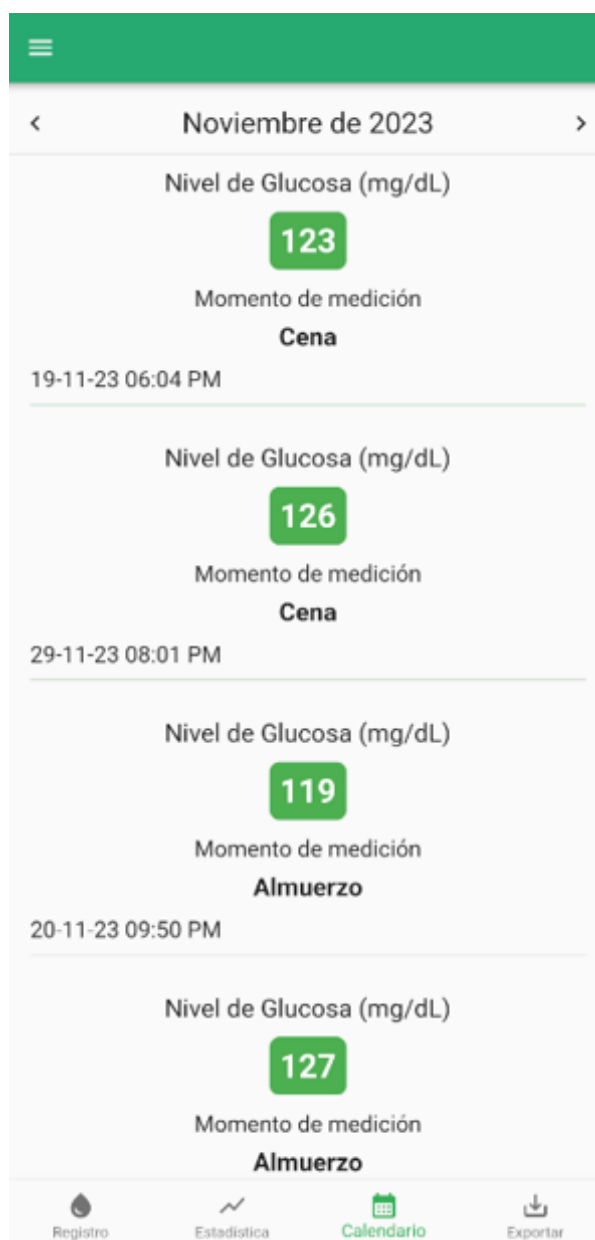 Noviembre de 2023
Nivel de Glucosa (mg/dL)
123
Momento de medición
Cena
19-11-23 06:04 PM
Nivel de Glucosa (mg/dL)
126
Momento de medición
Cena
29-11-23 08:01 PM
Nivel de Glucosa (mg/dL)
119
Momento de medición
Almuerzo
20-11-23 09:50 PM
Nivel de Glucosa (mg/dL)
127
Momento de medición
Almuerzo
Registro Estadística Calendario Exportar